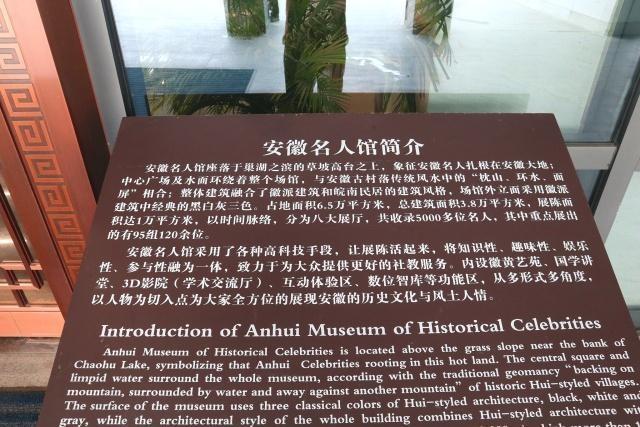 安徽名人馆简介
安徽名人馆座落于巢湖之滨的草坡高台之上，象征安徽名人扎根在安徽大地；
中心广场及水面环绕着整个场馆，与安徽古村落传统风水中的“枕山、环水、面
屏”相合；整体建筑融合了徽派建筑和皖南民居的建筑风格，场馆外立面采用徽派
建筑中经典的黑白灰三色。占地面积6.5万平方米，总建筑面积3.8万平方米，展陈面
积达1万平方米，以时间脉络，分为八大展厅，共收录5000多位名人，其中重点展出
的有95组120余位。
安徽名人馆采用了各种高科技手段，让展陈活起来，将知识性、趣味性、娱乐
性、参与性融为一体，致力于为大众提供更好的社教服务。内设徽黄艺苑、国学讲
堂、3D影院（学术交流厅）、互动体验区、数位智库等功能区，从多形式多角度，
以人物为切入点为大家全方位的展现安徽的历史文化与风土人情。
Introduction of Anhui Museum of Historical Celebrities
Anhui Museum of Historical Celebrities is located above the grass slope near the bank of
Chaohu Lake, symbolizing that Anhui Celebrities rooting in this hot land. The central square and
limpid water surround the whole museum, according with the traditional geomancy “backing on
mountain, surrounded by water and away against another mountain” of historic Hui-styled villages.
The surface of the museum uses three classical colors of Hui-styled architecture, black, white and
gray, while the architectural style of the whole building combines Hui-styled architecture